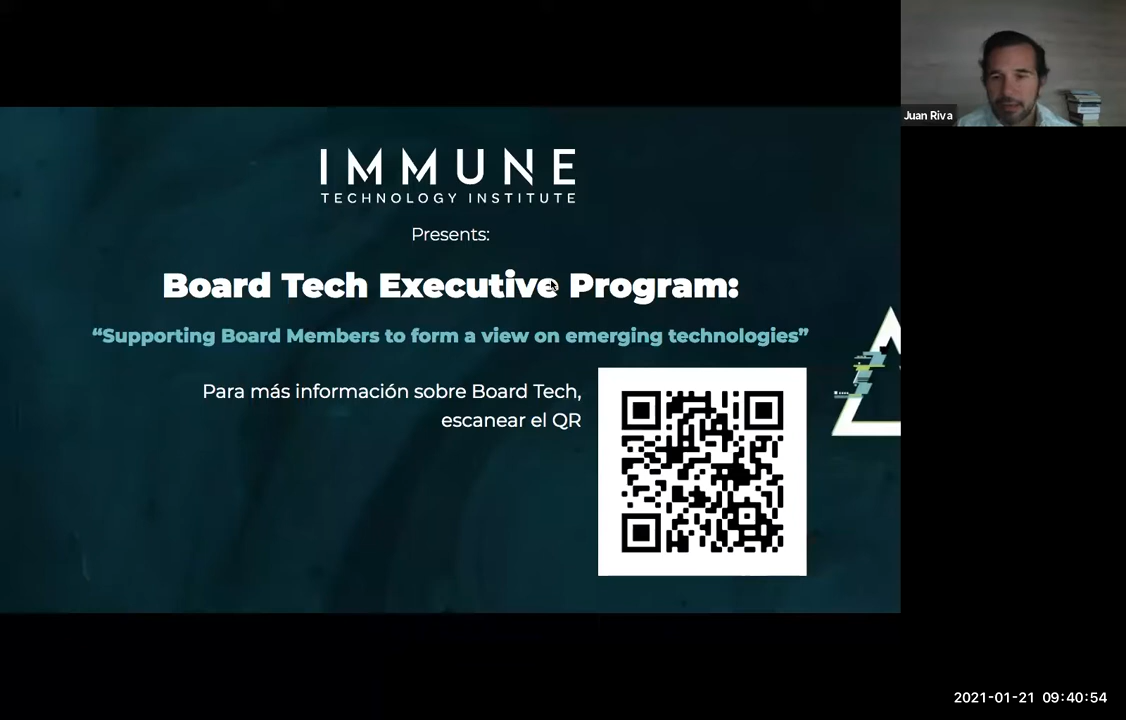 IMMUNE
TECHNOLOGY INSTITUTE
Presents:
Board Tech Executive Program:
“Supporting Board Members to form a view on emerging technologies”
Para más información sobre Board Tech,
escanear el QR
Juan Riva
2021-01-21 09:40:54